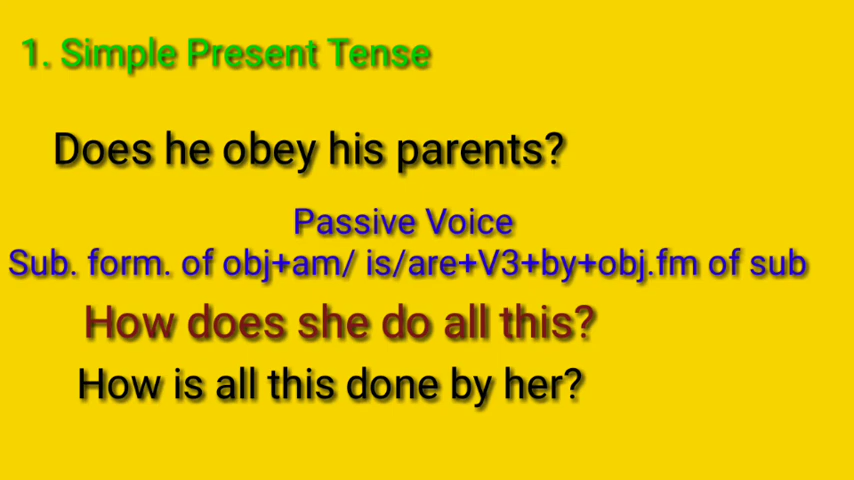 1. Simple Present Tense
Does he obey his parents?
Passive Voice
Sub. form. of obj+am/ is/are+V3+by+obj.fm of sub
How does she do all this?
How is all this done by her?